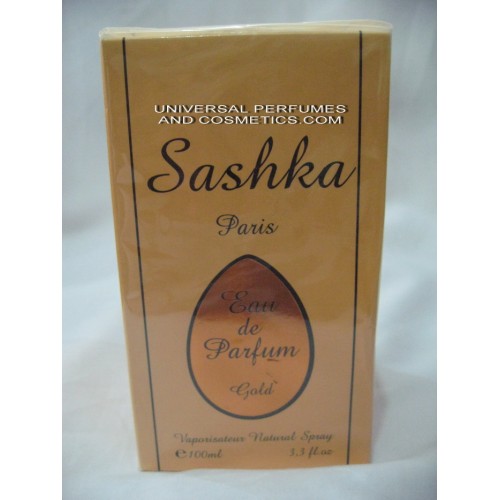 UNIVERSAL PERFUMES
AND COSMETICS.COM
Sashka
Paris
Eau
de
Parfum
Gold
Vaporisateur Natural Spray
℮100ml 3.3 fl.oz